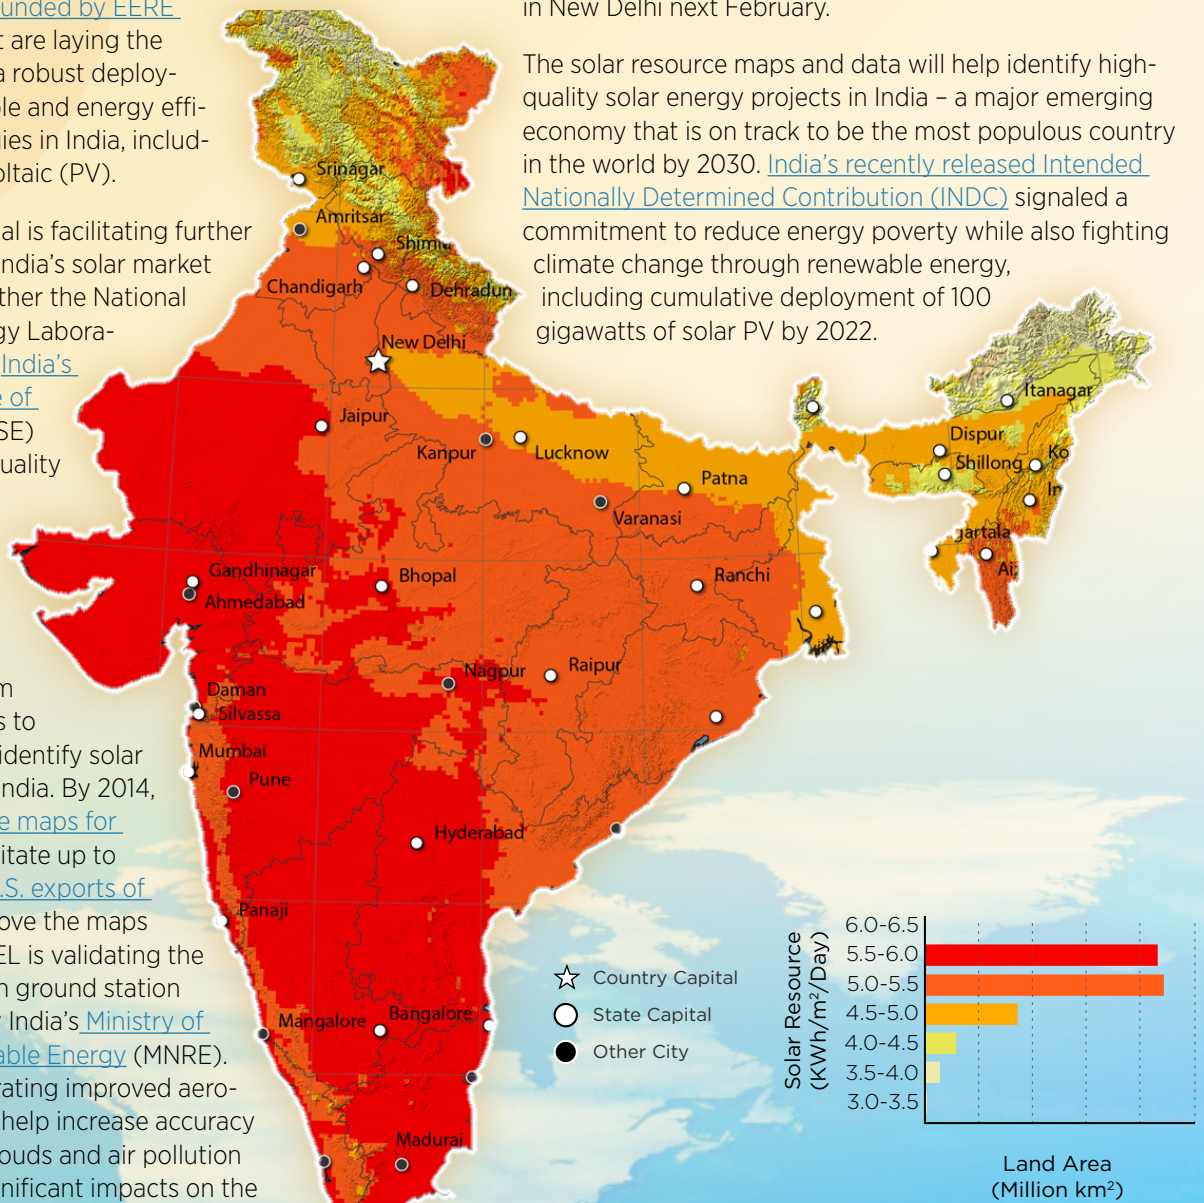 unded by EERE
t are laying the
a robust deploy-
ble and energy effi-
ies in India, includ-
oltaic (PV).
al is facilitating further
ndia's solar market
ther the National
gy Labora-
India's
e of
SE)
uality
m
s to
identify solar
ndia. By 2014,
e maps for
itate up to
.S. exports of
ove the maps
EL is validating the
n ground station
y India's Ministry of
able Energy (MNRE).
rating improved aero-
help increase accuracy
ouds and air pollution
nificant impacts on the
in New Delhi next February.
The solar resource maps and data will help identify high-
quality solar energy projects in India – a major emerging
economy that is on track to be the most populous country
in the world by 2030. India's recently released Intended
Nationally Determined Contribution (INDC) signaled a
commitment to reduce energy poverty while also fighting
climate change through renewable energy,
including cumulative deployment of 100
gigawatts of solar PV by 2022.
Srinagar
Amritsar
Shiml
Chandigarh
Dehradun
New Delhi
Jaipur
Kanpur
Lucknow
Patna
Varanasi
Itanagar
Dispur
Shillong
Ko
gartala
Gandhinagar
Ahmedabad
Bhopal
Ranchi
Nagpur
Raipur
Daman
Silvassa
Mumbai
Pune
Hyderabad
Panaji
Mangalore
Bangalore
Madurai
Country Capital
State Capital
Other City
Solar Resource
(KWh/m²/Day)
6.0-6.5
5.5-6.0
5.0-5.5
4.5-5.0
4.0-4.5
3.5-4.0
3.0-3.5
Land Area
(Million km²)